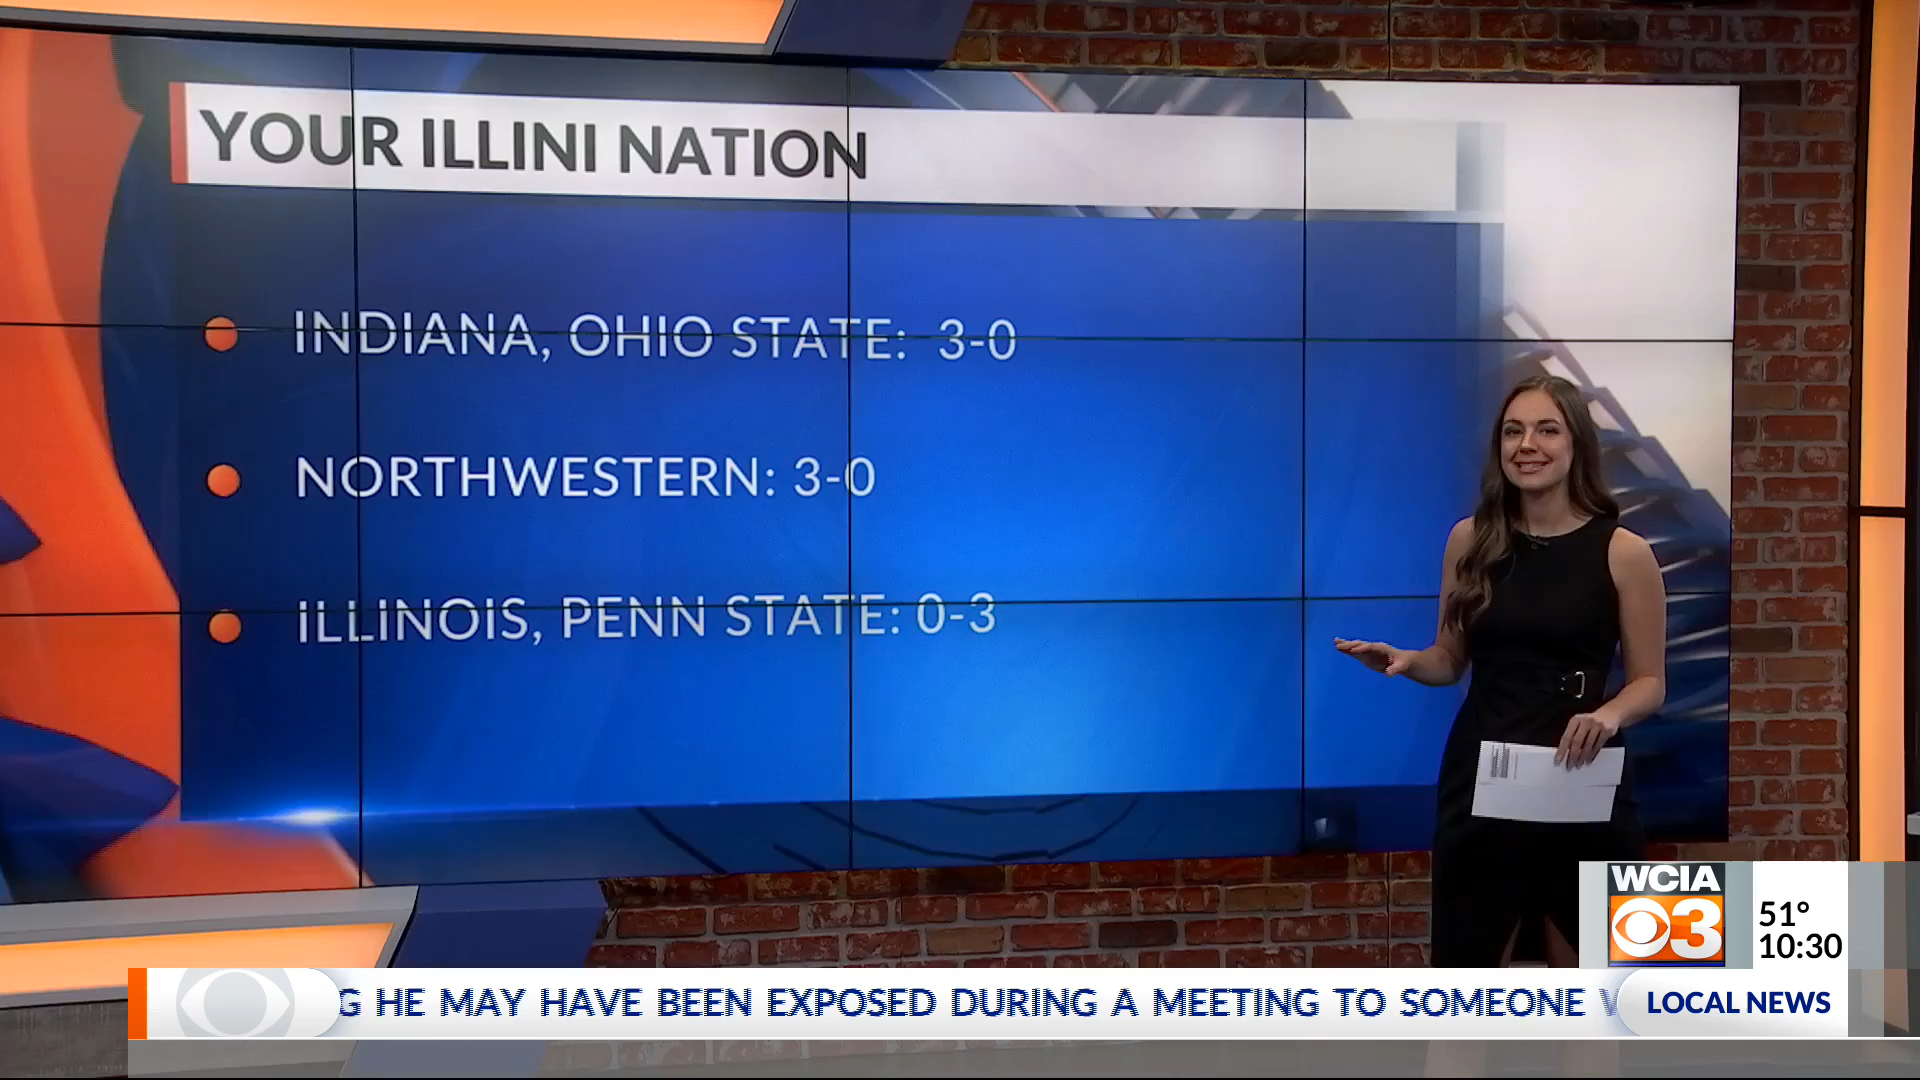 YOUR ILLINI NATION
INDIANA, OHIO STATE: 3-0
NORTHWESTERN: 3-0
ILLINOIS, PENN STATE: 0-3
WCIA
3
51°
10:30
G HE MAY HAVE BEEN EXPOSED DURING A MEETING TO SOMEONE
LOCAL NEWS